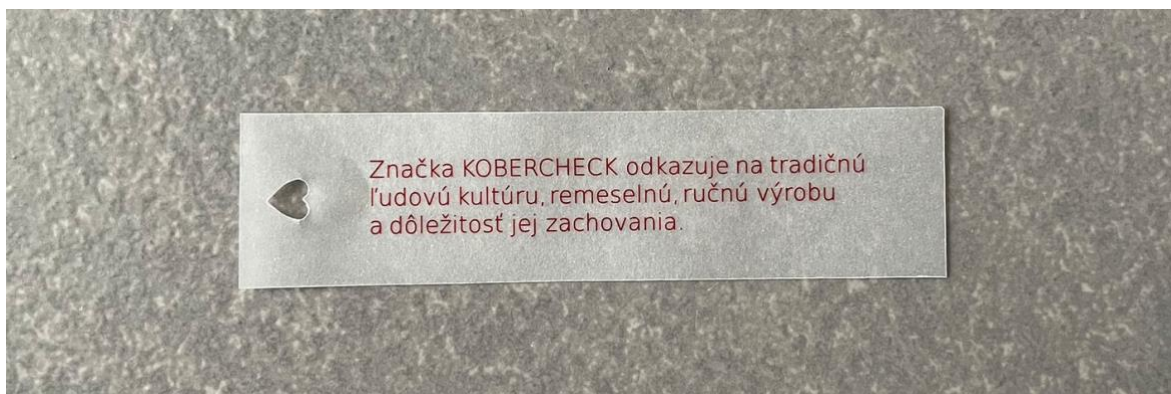 Značka KOBERCHECK odkazuje na tradičnú
ľudovú kultúru, remeselnú, ručnú výrobu
a dôležitosť jej zachovania.